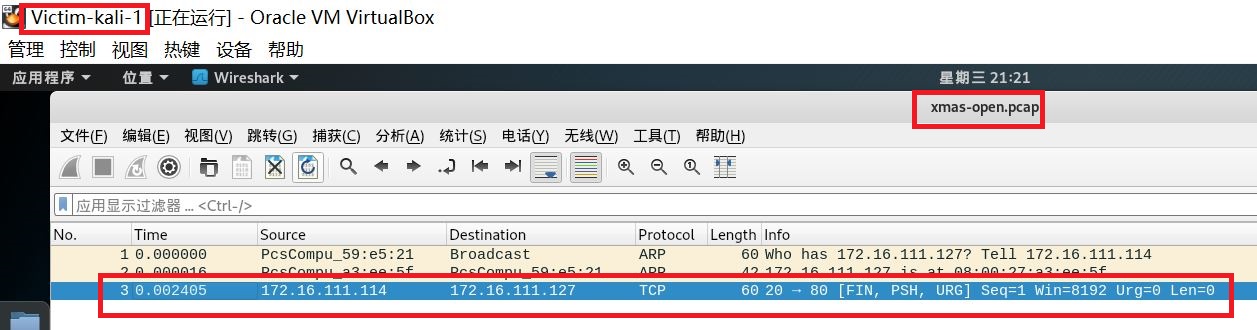 Victim-kali-1 [正在运行] - Oracle VM VirtualBox
管理 控制 视图 热键 设备 帮助
应用程序 位置 Wireshark 星期三 21:21
xmas-open.pcap
文件(F) 编辑(E) 视图(V) 跳转(G) 捕获(C) 分析(A) 统计(S) 电话(Y) 无线(W) 工具(T) 帮助(H)
应用显示过滤器 … <Ctrl-/>
No. Time Source Destination Protocol Length Info
1 0.000000 PcsCompu_59:e5:21 Broadcast ARP 60 Who has 172.16.111.127? Tell 172.16.111.114
2 0.000016 PcsCompu_a3:ee:5f PcsCompu_59:e5:21 ARP 42 172.16.111.127 is at 08:00:27:a3:ee:5f
3 0.002405 172.16.111.114 172.16.111.127 TCP 60 20 → 80 [FIN, PSH, URG] Seq=1 Win=8192 Urg=0 Len=0